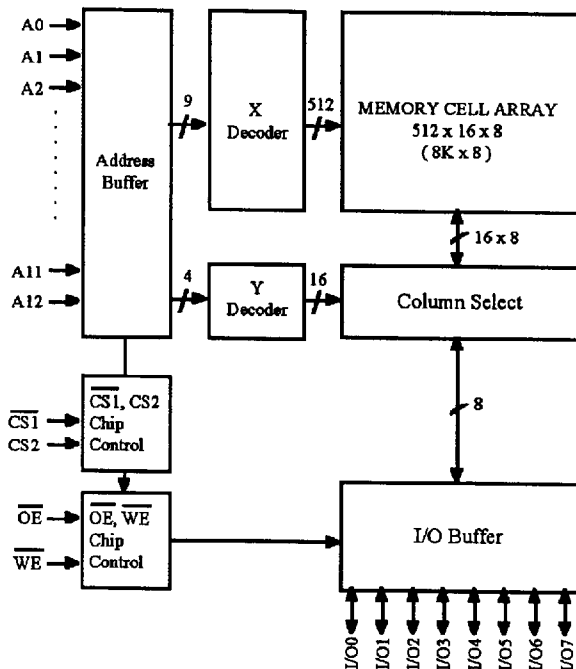 A0
A1
A2
A11
A12
Address
Buffer
9
X
Decoder
512
MEMORY CELL ARRAY
512 x 16 x 8
( 8K x 8 )
16 x 8
4
Y
Decoder
16
Column Select
8
CS1
CS2
CS1, CS2
Chip
Control
OE
WE
OE, WE
Chip
Control
I/O Buffer
I/O0
I/O1
I/O2
I/O3
I/O4
I/O5
I/O6
I/O7